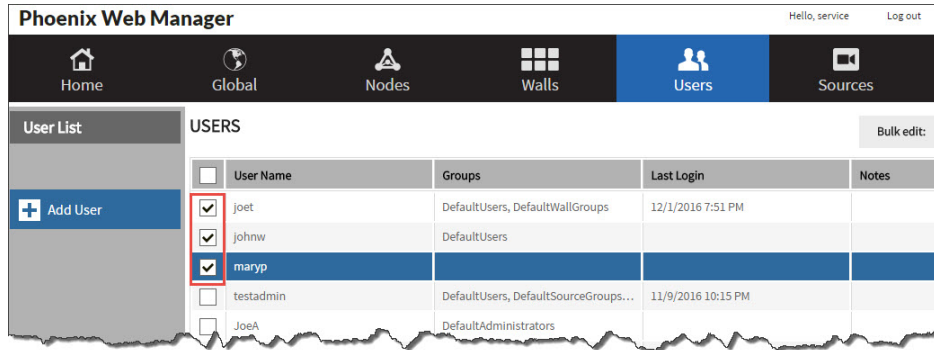 Phoenix Web Manager
Hello, service Log out
Home Global Nodes Walls Users Sources
User List
USERS
Bulk edit:
User Name Groups Last Login Notes
Add User
joet DefaultUsers, DefaultWallGroups 12/1/2016 7:51 PM
johnw DefaultUsers
maryp
testadmin DefaultUsers, DefaultSourceGroups... 11/9/2016 10:15 PM
JoeA DefaultAdministrators